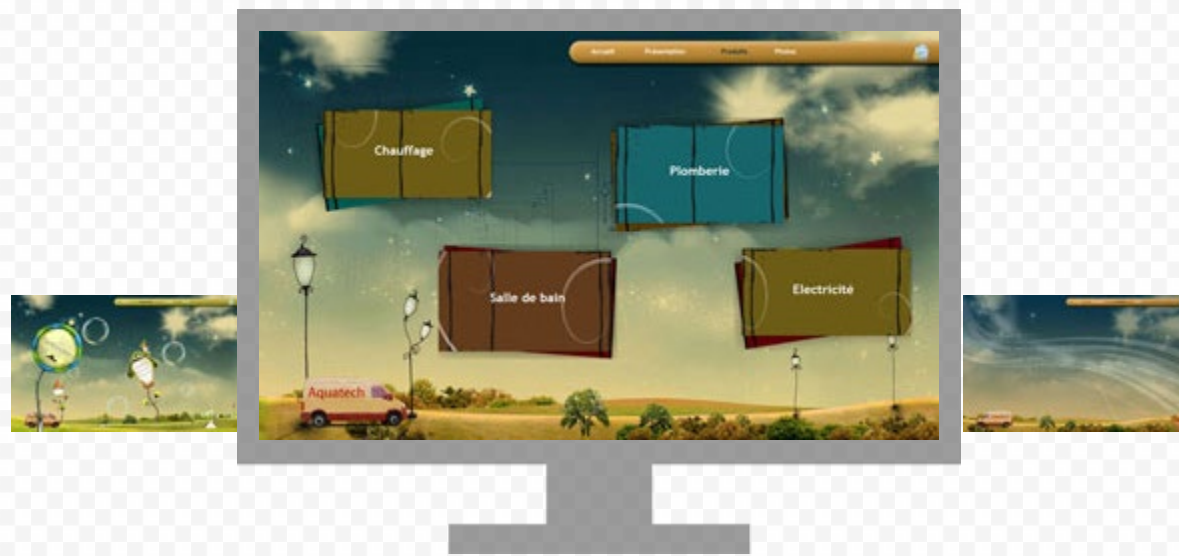 Accueil Présentation Produits Photos
Chauffage
Plomberie
Salle de bain
Electricité
Aquatech